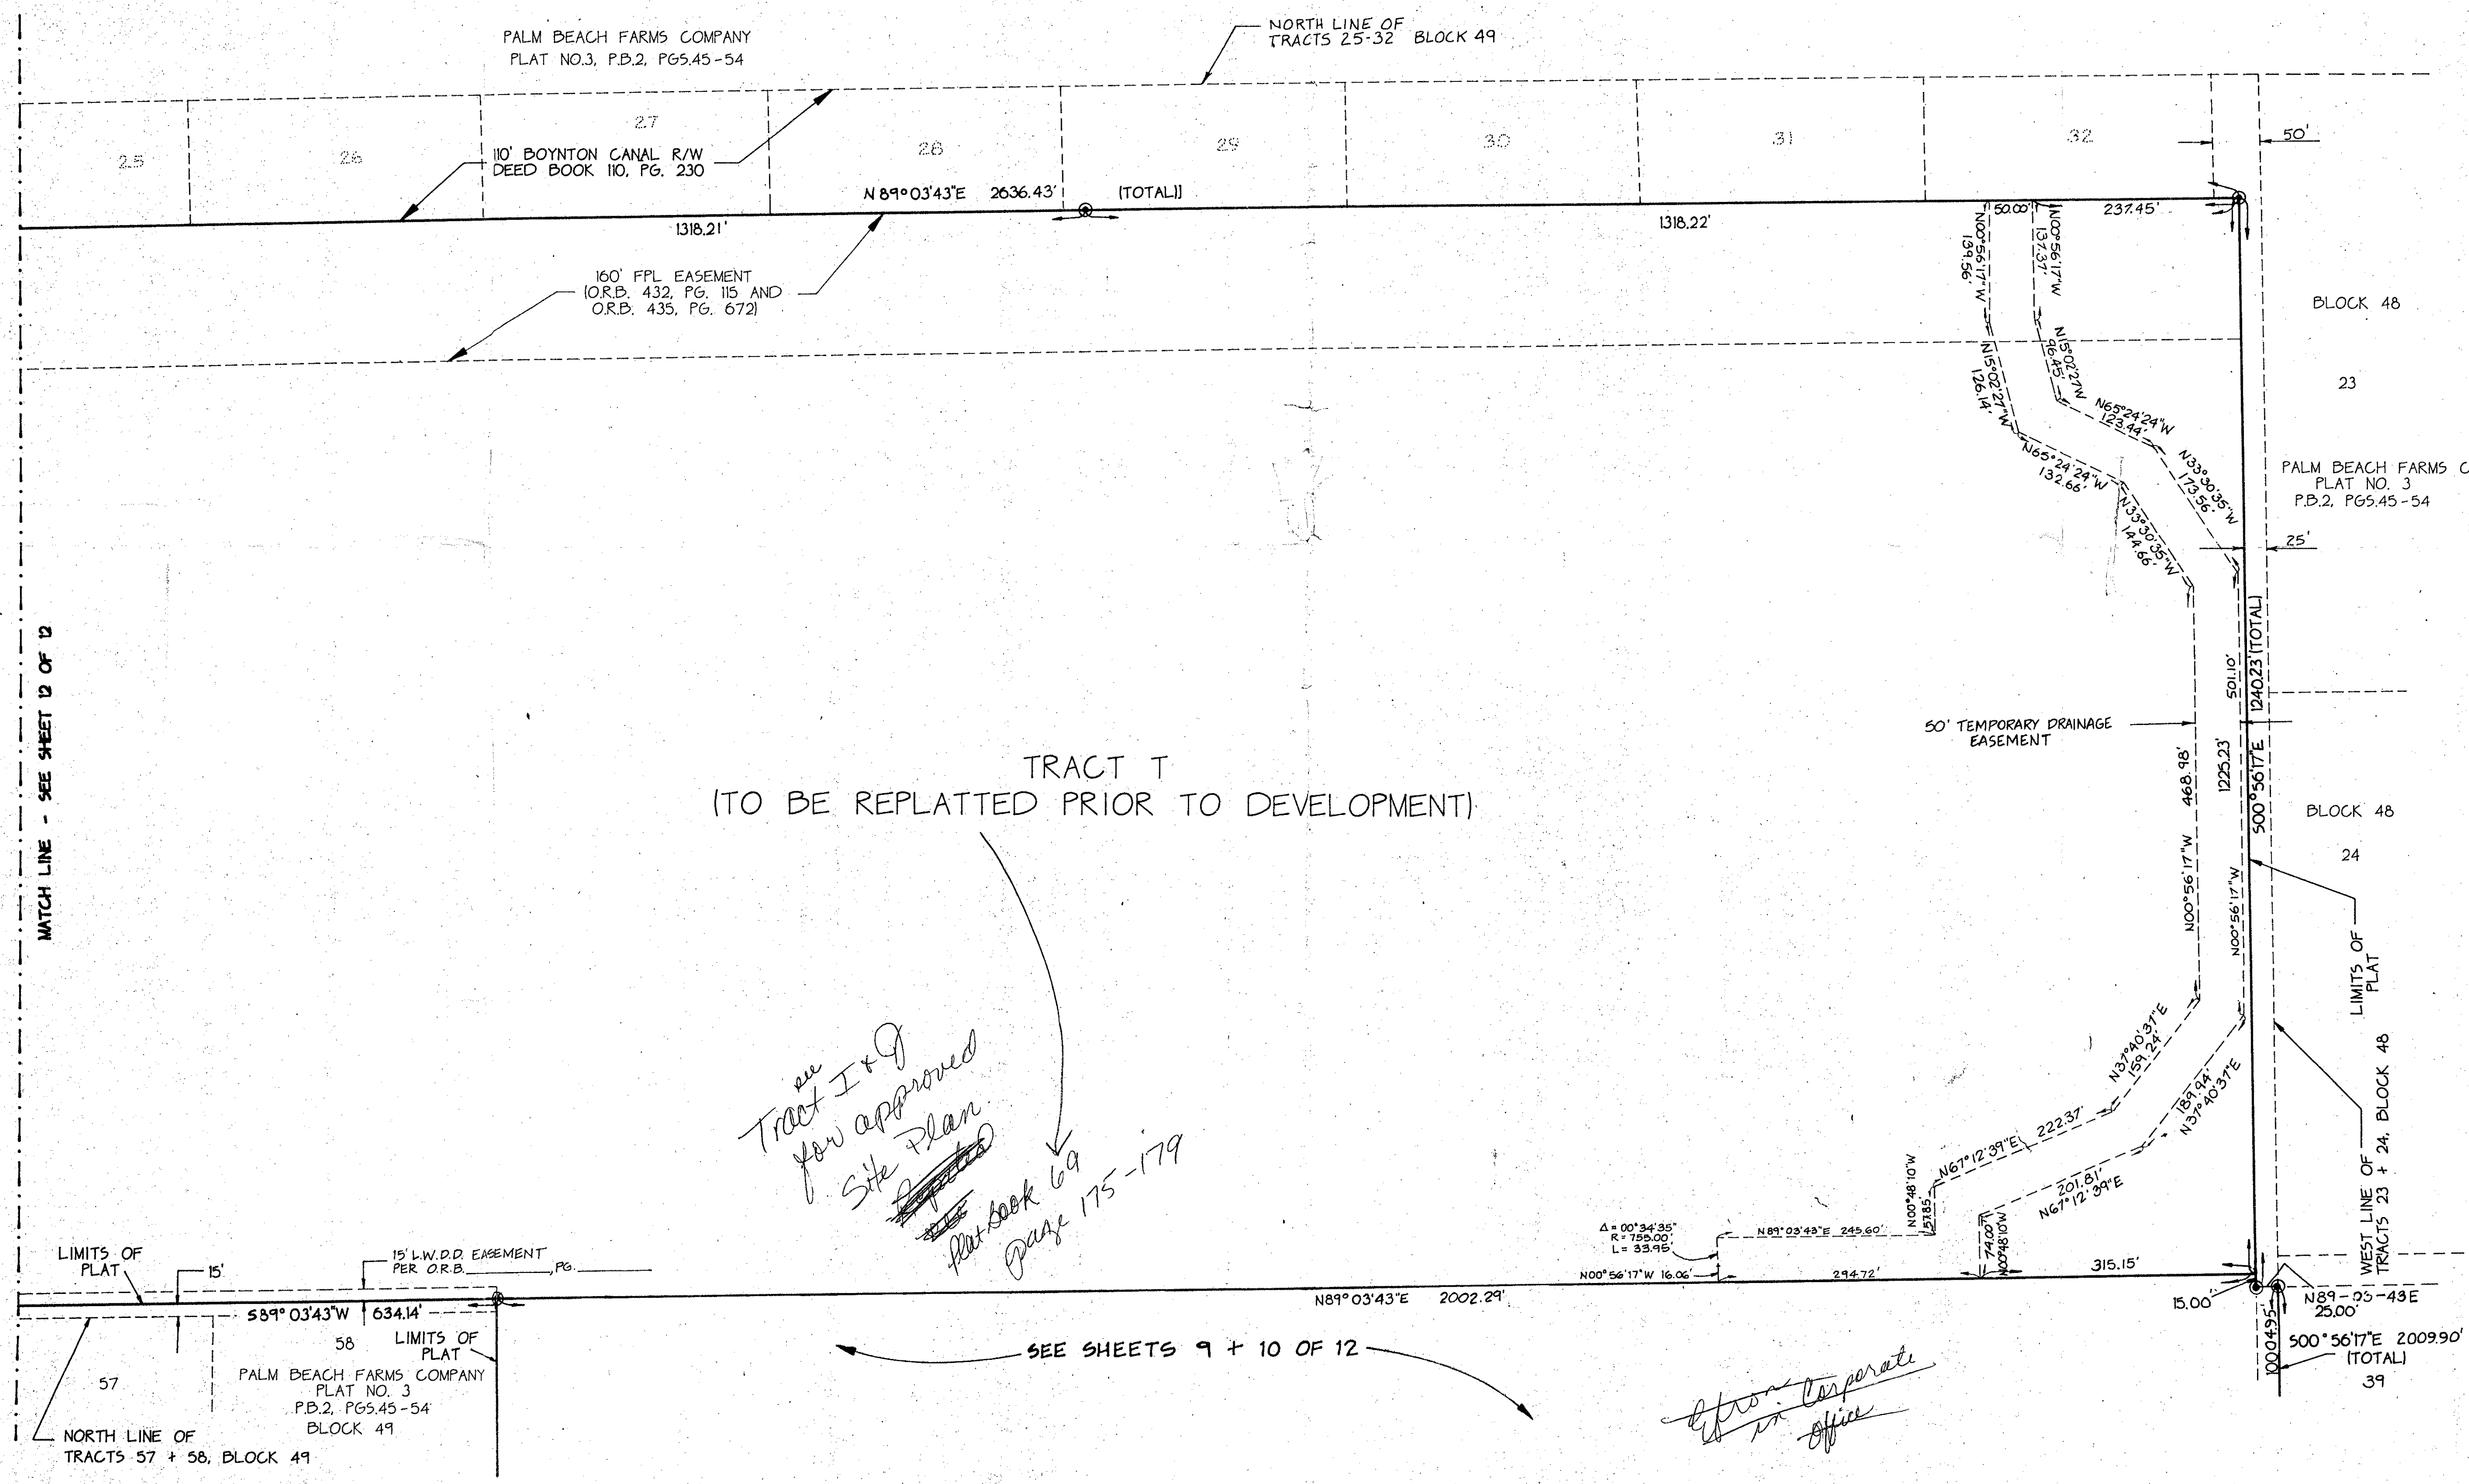 PALM BEACH FARMS COMPANY
PLAT NO.3, P.B.2, PGS.45-54
NORTH LINE OF
TRACTS 25-32 BLOCK 49
25
26
27
28
29
30
31
32
50'
110' BOYNTON CANAL R/W
DEED BOOK 110, PG. 230
N 89°03'43"E 2636.43' (TOTAL))
1318.21'
1318.22'
50.00'
237.45'
160' FPL EASEMENT
(O.R.B. 432, PG. 115 AND
O.R.B. 435, PG. 672)
N00°56'17"W
139.56'
N00°56'17"W
137.37'
N15°02'27"W
126.14'
N15°02'27"W
96.45'
N65°24'24"W
123.44'
N65°24'24"W
132.66'
N33°30'35"W
173.56'
N33°30'35"W
144.66'
BLOCK 48
23
PALM BEACH FARMS C
PLAT NO. 3
P.B.2, PGS.45-54
25'
MATCH LINE - SEE SHEET 12 OF 12
50' TEMPORARY DRAINAGE
EASEMENT
N00°56'17"W 468.98'
501.10'
1225.23'
N00°56'17"W
S00°56'17"E 1240.23' (TOTAL)
TRACT T
(TO BE REPLATTED PRIOR TO DEVELOPMENT)
BLOCK 48
24
LIMITS OF
PLAT
WEST LINE OF
TRACTS 23 + 24, BLOCK 48
see
Tract I + J
for approved
Site Plan
Plat Book 69
page 175-179
N37°40'37"E
159.24'
189.94'
N37°40'37"E
N67°12'39"E 222.37'
201.81'
N67°12'39"E
N00°48'10"W
57.85'
74.00'
N00°48'10"W
Δ= 00°34'35"
R= 755.00'
L= 33.95'
N89°03'43"E 245.60'
N00°56'17"W 16.06'
294.72'
315.15'
LIMITS OF
PLAT
15'
15' L.W.D.D. EASEMENT
PER O.R.B.________, PG.________
S89°03'43"W 634.14'
N89°03'43"E 2002.29'
15.00'
N89-03-43E
25.00'
1004.95'
S00°56'17"E 2009.90'
(TOTAL)
39
SEE SHEETS 9 + 10 OF 12
57
58
LIMITS OF
PLAT
PALM BEACH FARMS COMPANY
PLAT NO. 3
P.B.2, PGS.45-54
BLOCK 49
NORTH LINE OF
TRACTS 57 + 58, BLOCK 49
in Corporate
office